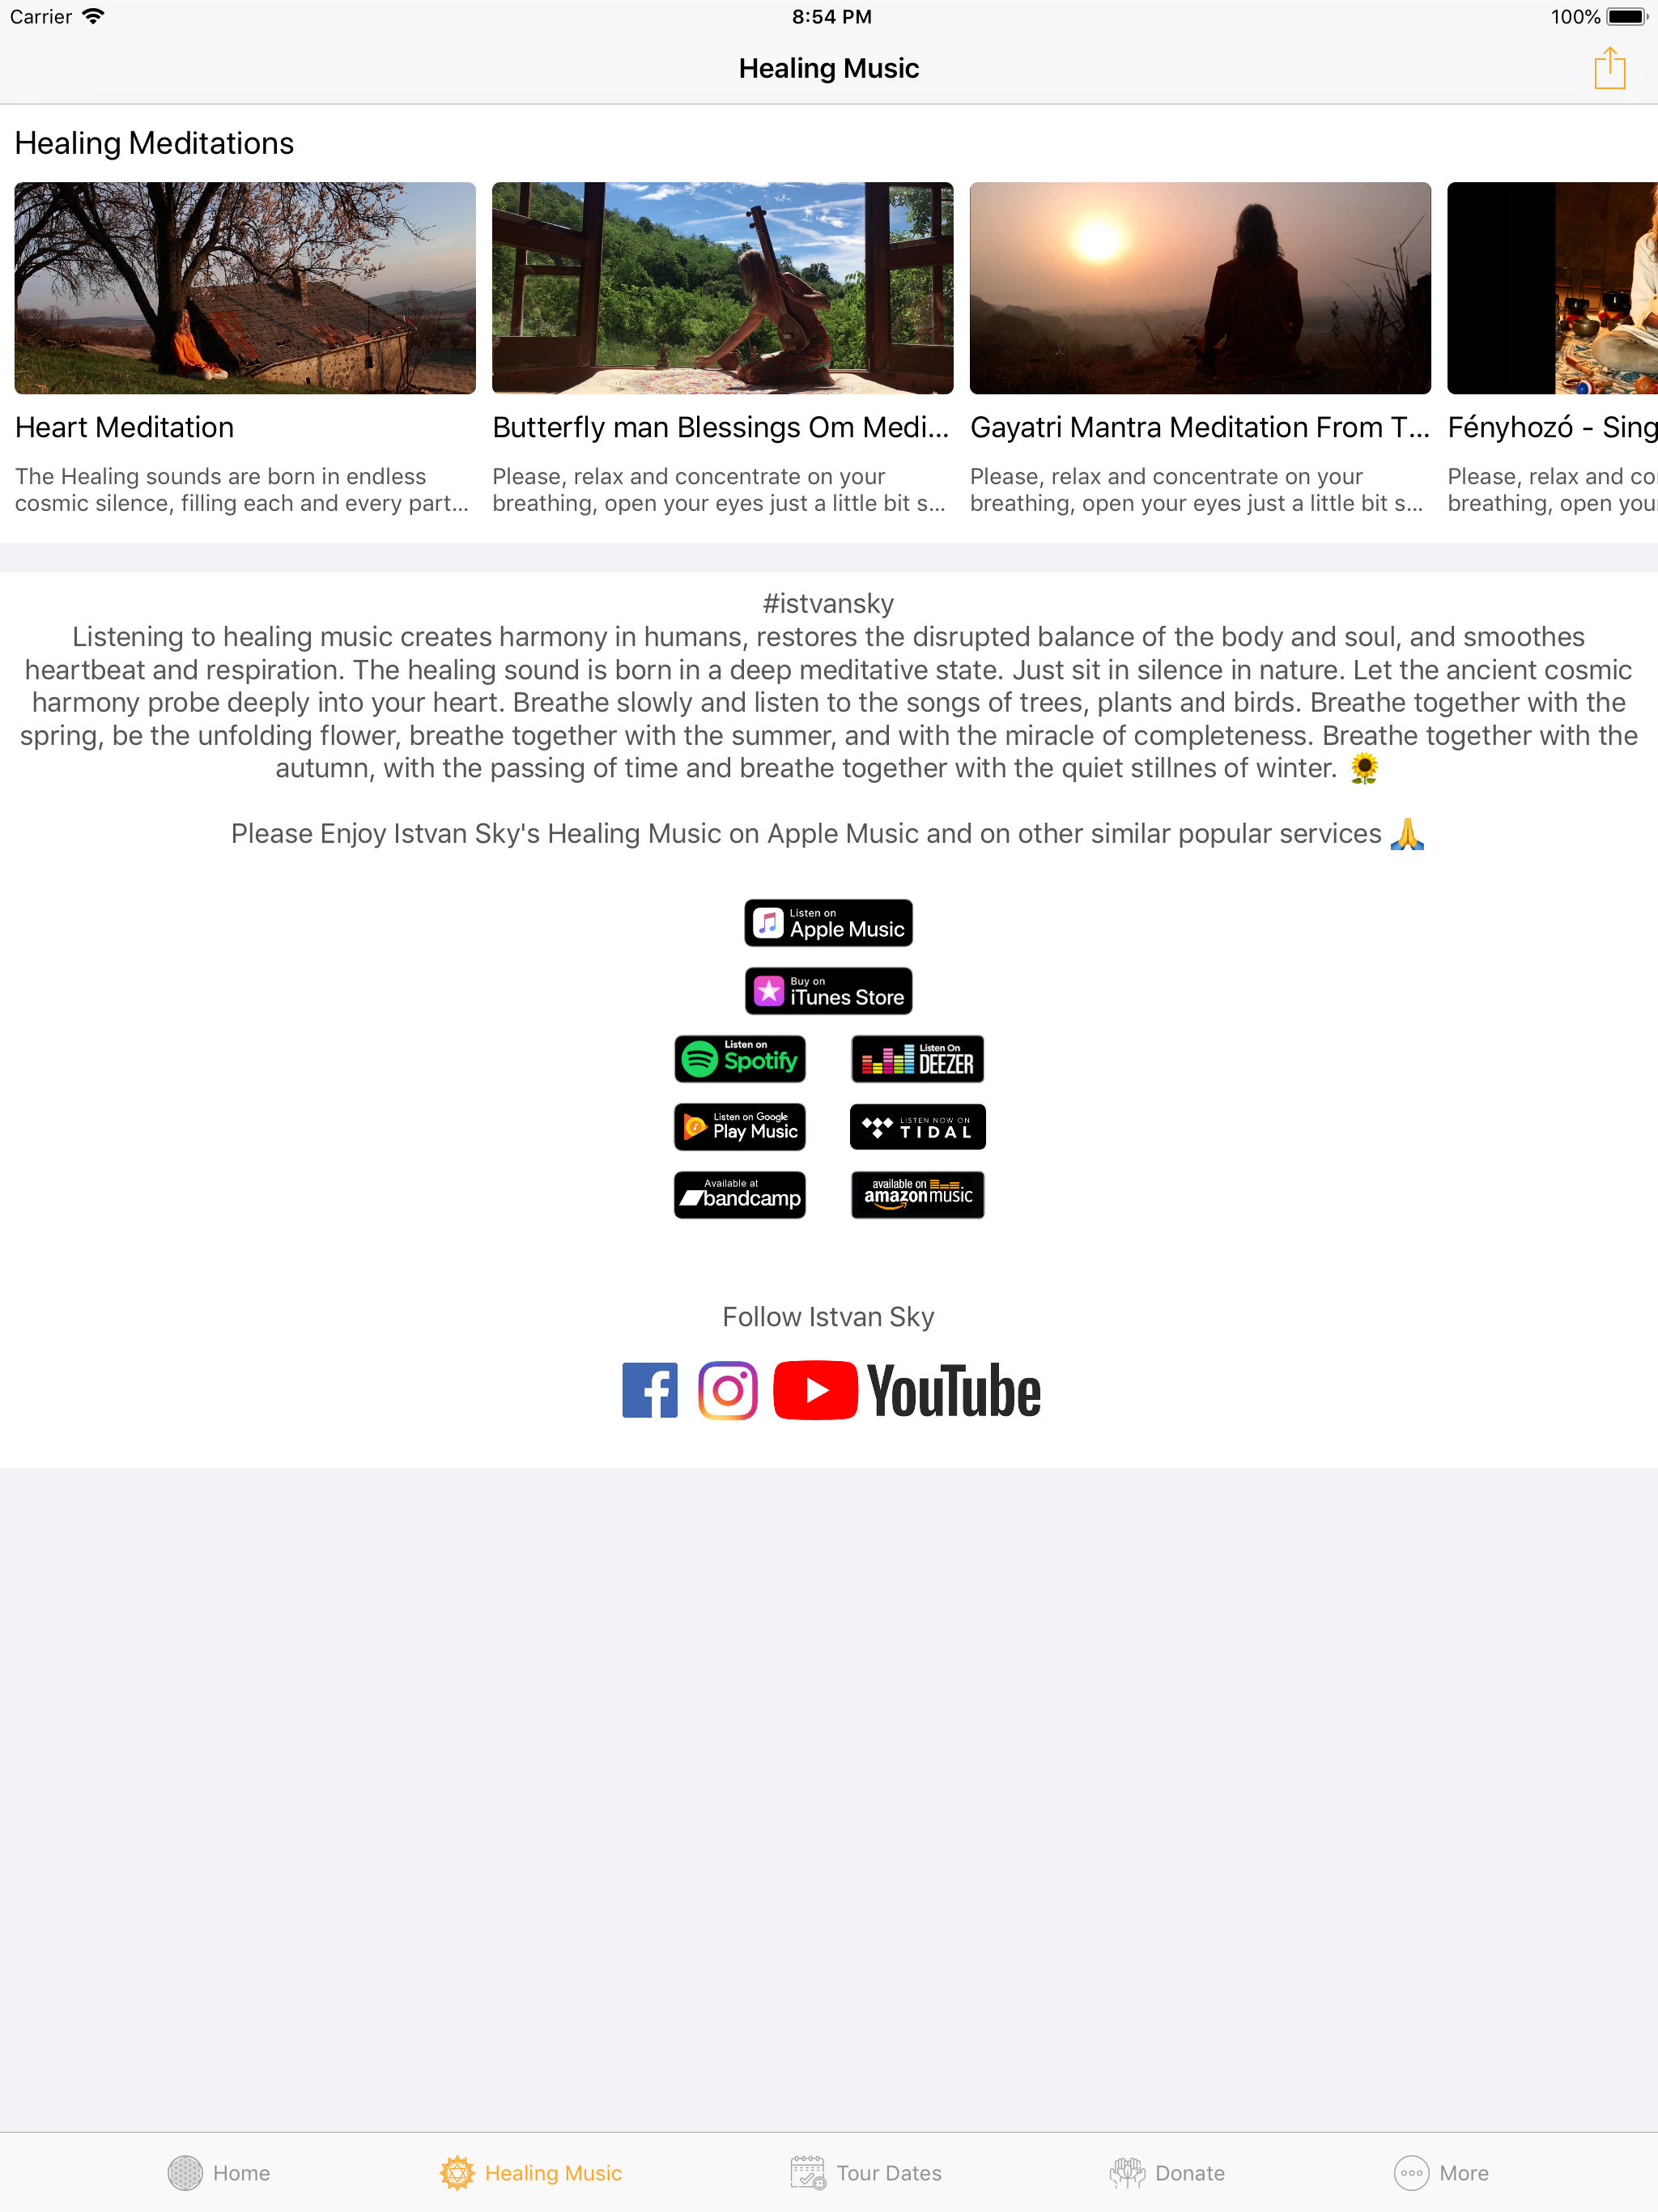 Carrier 8:54 PM 100%
Healing Music
Healing Meditations
Heart Meditation
The Healing sounds are born in endless
cosmic silence, filling each and every part...
Butterfly man Blessings Om Medi...
Please, relax and concentrate on your
breathing, open your eyes just a little bit s...
Gayatri Mantra Meditation From T...
Please, relax and concentrate on your
breathing, open your eyes just a little bit s...
Fényhozó - Sing
Please, relax and co
breathing, open you
#istvansky
Listening to healing music creates harmony in humans, restores the disrupted balance of the body and soul, and smoothes
heartbeat and respiration. The healing sound is born in a deep meditative state. Just sit in silence in nature. Let the ancient cosmic
harmony probe deeply into your heart. Breathe slowly and listen to the songs of trees, plants and birds. Breathe together with the
spring, be the unfolding flower, breathe together with the summer, and with the miracle of completeness. Breathe together with the
autumn, with the passing of time and breathe together with the quiet stillnes of winter. 🌻
Please Enjoy Istvan Sky's Healing Music on Apple Music and on other similar popular services 🙏
Listen on
Apple Music
Buy on
iTunes Store
Listen on
Spotify
Listen On
DEEZER
Listen on Google
Play Music
LISTEN NOW ON
TIDAL
Available at
bandcamp
available on
amazon music
Follow Istvan Sky
YouTube
Home
Healing Music
Tour Dates
Donate
More